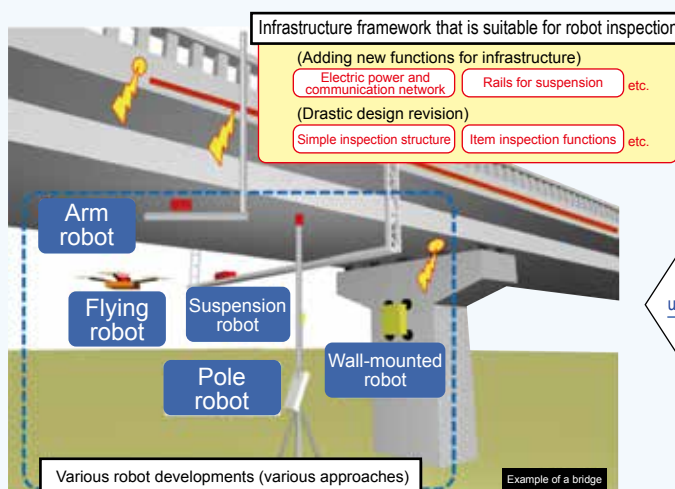 Infrastructure framework that is suitable for robot inspection
(Adding new functions for infrastructure)
Electric power and
communication network
Rails for suspension
etc.
(Drastic design revision)
Simple inspection structure
Item inspection functions
etc.
Arm
robot
Flying
robot
Suspension
robot
Pole
robot
Wall-mounted
robot
Various robot developments (various approaches)
Example of a bridge
u